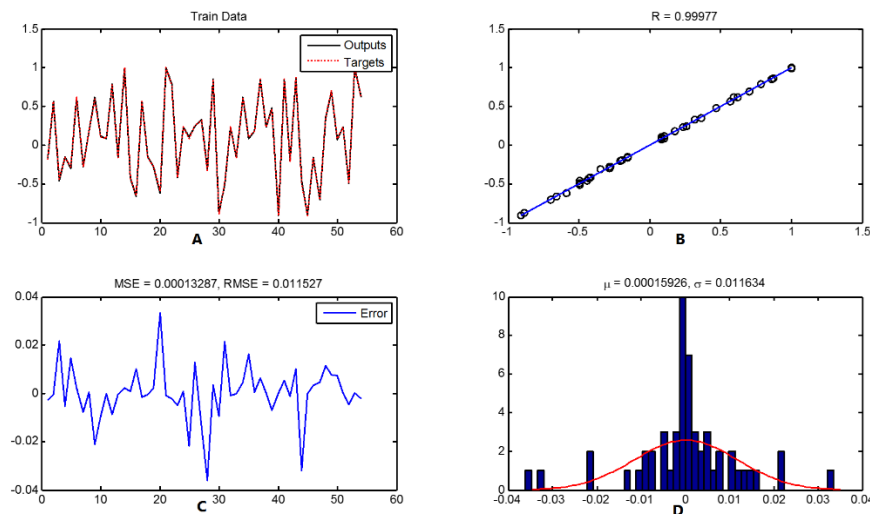 Train Data
1.5
1
0.5
0
-0.5
-1
0 10 20 30 40 50 60
Outputs
Targets
A
R = 0.99977
1.5
1
0.5
0
-0.5
-1
-1 -0.5 0 0.5 1 1.5
B
MSE = 0.00013287, RMSE = 0.011527
0.04
0.02
0
-0.02
-0.04
0 10 20 30 40 50 60
Error
C
μ = 0.00015926, σ = 0.011634
10
8
6
4
2
0
-0.04 -0.03 -0.02 -0.01 0 0.01 0.02 0.03 0.04
D